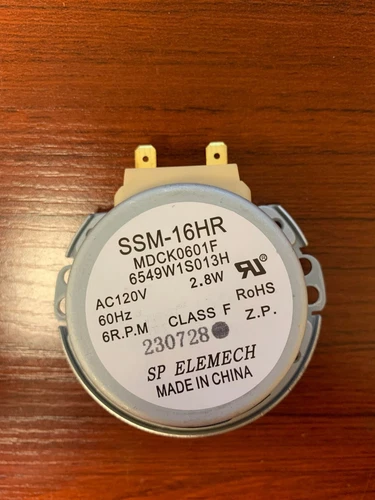 SSM-16HR
MDCK0601F
6549W1S013H
AC120V 2.8W
60Hz RoHS
6R.P.M CLASS F Z.P.
230728
SP ELEMECH
MADE IN CHINA